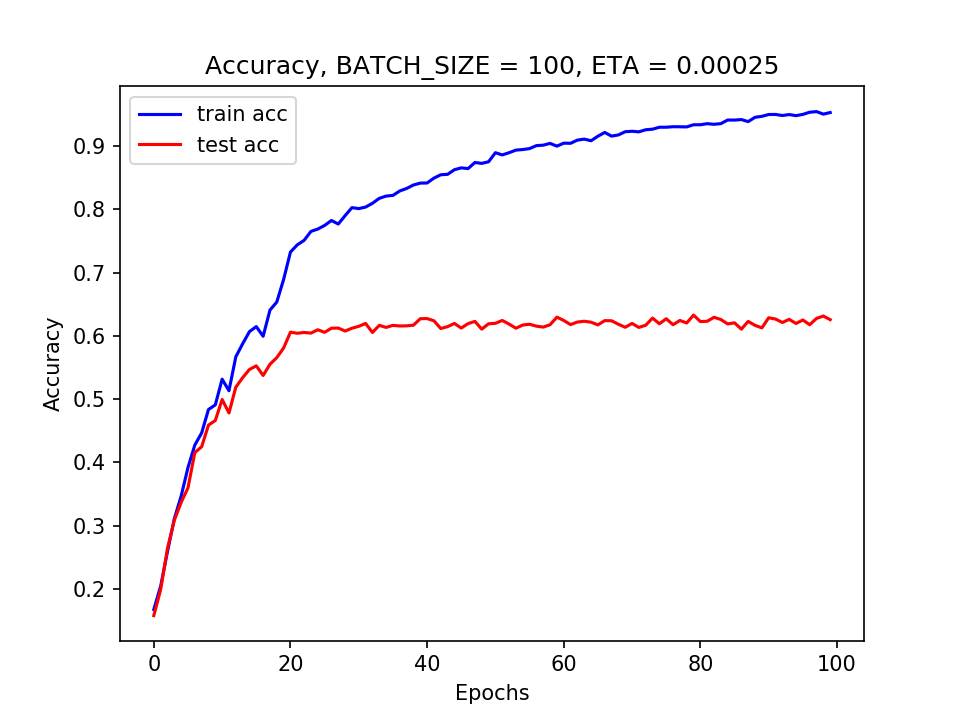 Accuracy, BATCH_SIZE = 100, ETA = 0.00025
train acc
test acc
0.9
0.8
0.7
0.6
0.5
0.4
0.3
0.2
Accuracy
0 20 40 60 80 100
Epochs